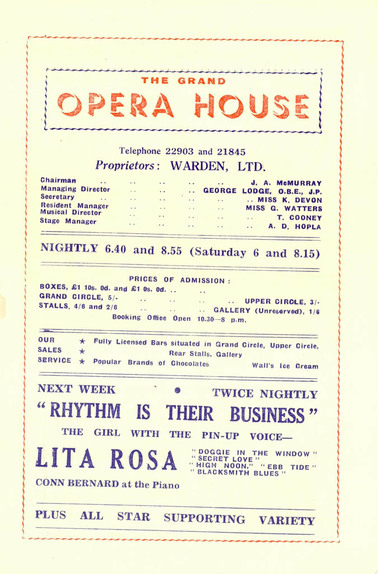 THE GRAND
OPERA HOUSE
Telephone 22903 and 21845
Proprietors: WARDEN, LTD.
Chairman .. .. .. .. .. J. A. McMURRAY
Managing Director .. .. .. GEORGE LODGE, O.B.E., J.P.
Secretary .. .. .. .. .. MISS K. DEVON
Resident Manager .. .. .. .. MISS G. WATTERS
Musical Director .. .. .. .. T. COONEY
Stage Manager .. .. .. .. A. D. HOPLA
NIGHTLY 6.40 and 8.55 (Saturday 6 and 8.15)
PRICES OF ADMISSION:
BOXES, £1 10s. 0d. and £1 0s. 0d. .. ..
GRAND CIRCLE, 5/- .. .. .. .. UPPER CIRCLE, 3/-
STALLS, 4/6 and 2/6 .. .. .. GALLERY (Unreserved), 1/6
Booking Office Open 10.30—8 p.m.
OUR ★ Fully Licensed Bars situated in Grand Circle, Upper Circle,
SALES Rear Stalls, Gallery
SERVICE ★ Popular Brands of Chocolates Wall's Ice Cream
NEXT WEEK ● TWICE NIGHTLY
"RHYTHM IS THEIR BUSINESS"
THE GIRL WITH THE PIN-UP VOICE—
LITA ROSA
"DOGGIE IN THE WINDOW"
"SECRET LOVE"
"HIGH NOON," "EBB TIDE"
"BLACKSMITH BLUES"
CONN BERNARD at the Piano
PLUS ALL STAR SUPPORTING VARIETY